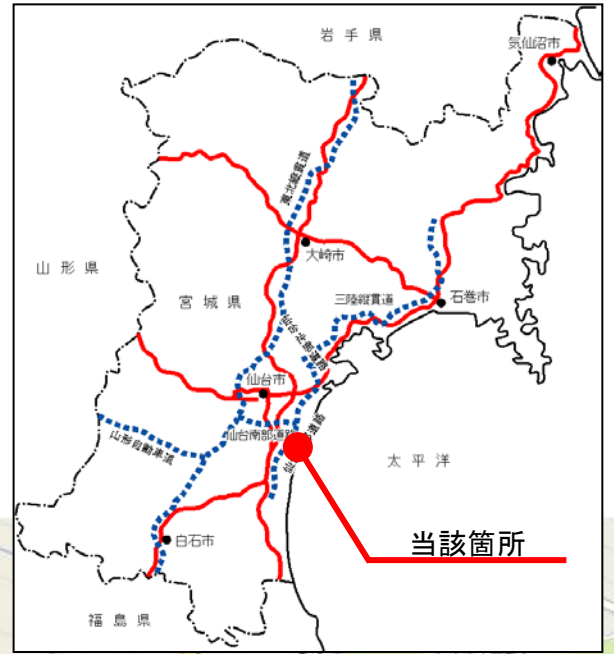 岩手県
気仙沼市
東北縦貫道
大崎市
山形県
宮城県
三陸縦貫道
石巻市
仙台北部道路
仙台市
山形自動車道
仙台南部道路
太平洋
当該箇所
白石市
福島県